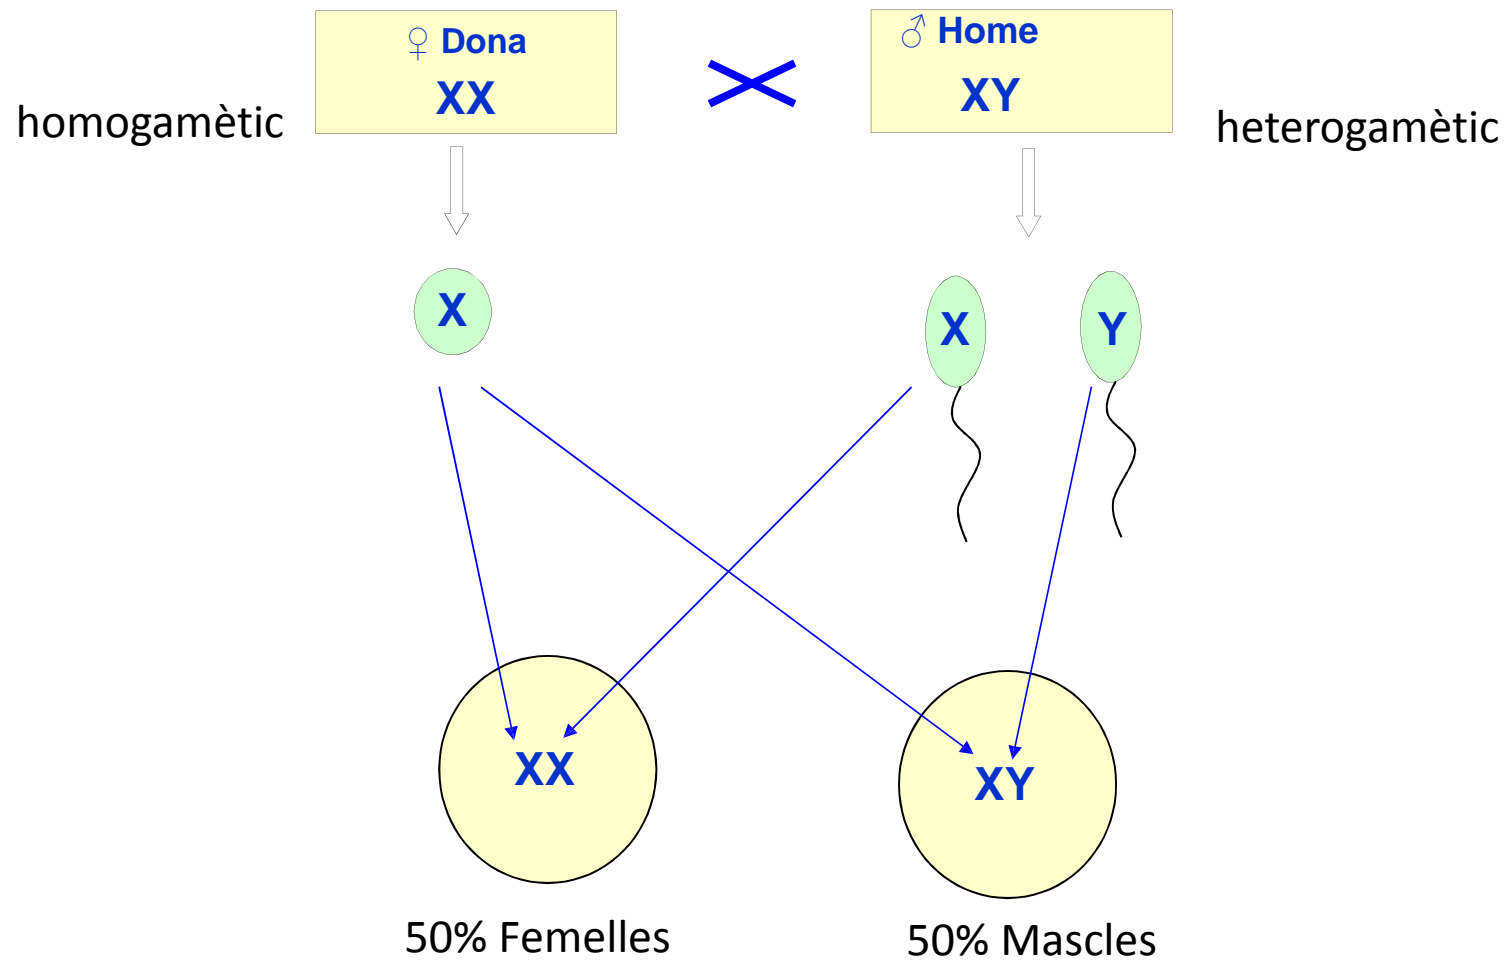 ♀ Dona
XX
♂ Home
XY
homogamètic
heterogamètic
X
X
Y
XX
XY
50% Femelles
50% Mascles